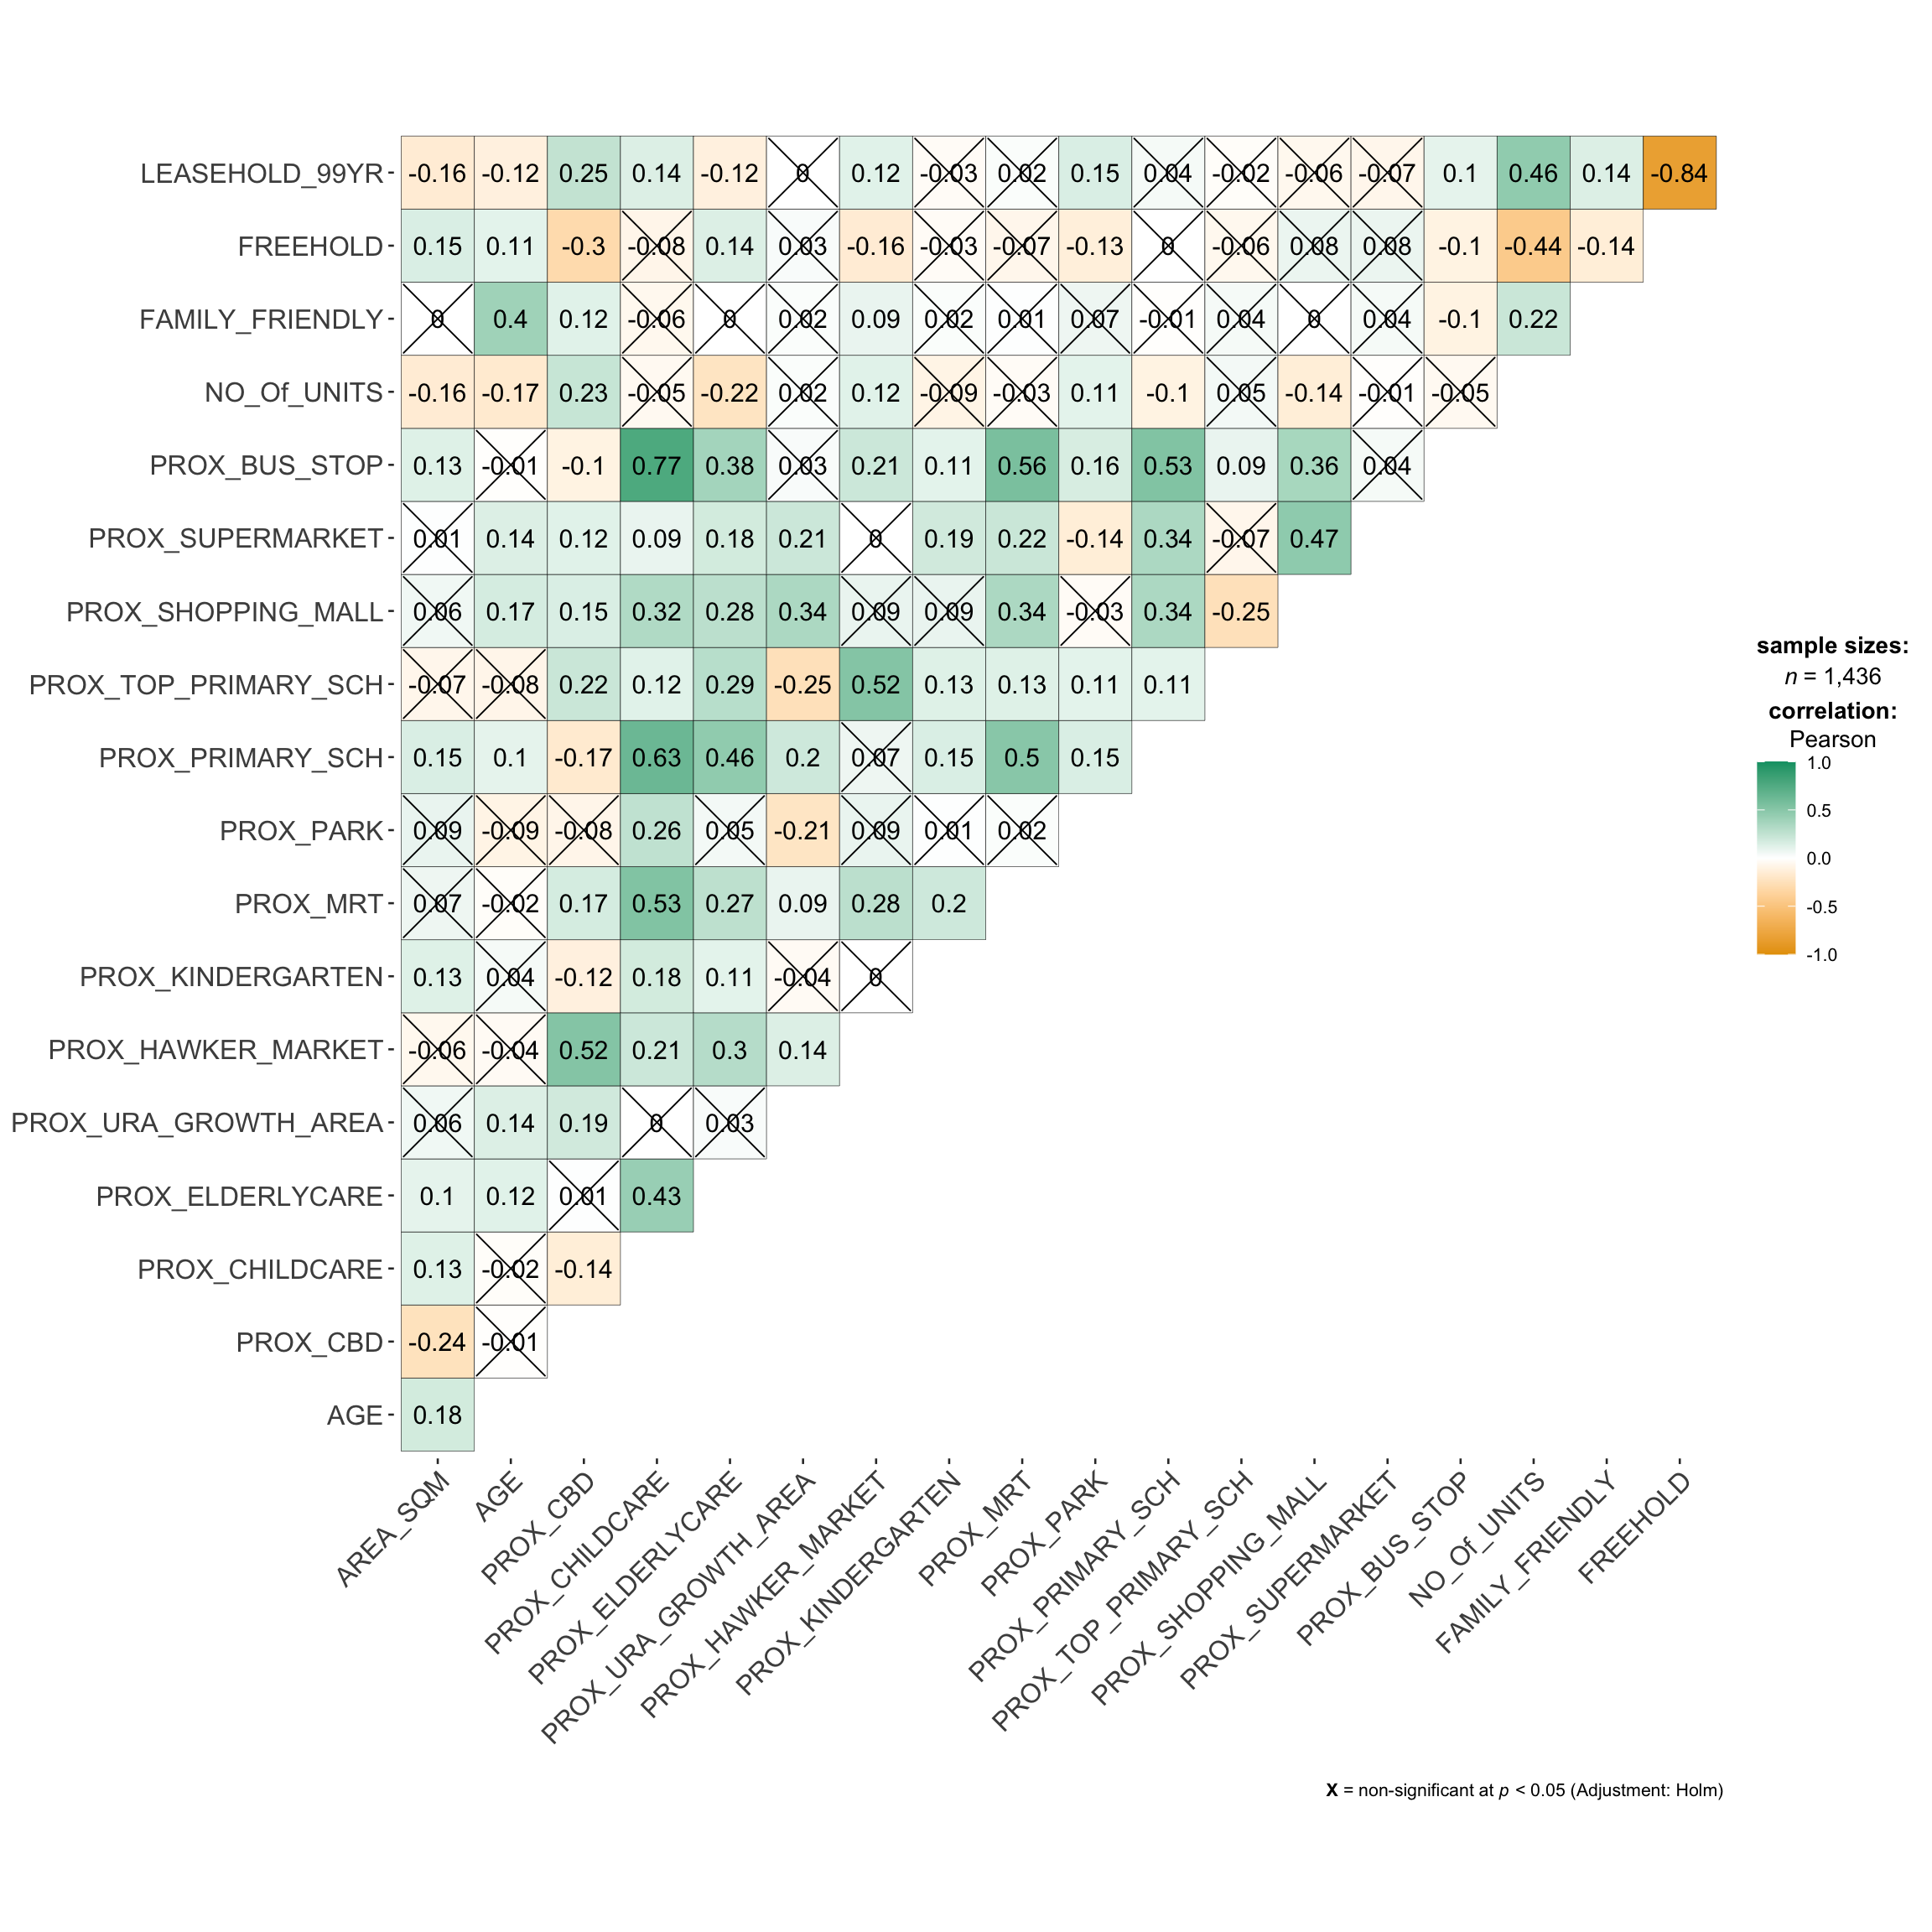 LEASEHOLD_99YR -0.16 -0.12 0.25 0.14 -0.12 0 0.12 -0.03 0.02 0.15 0.04 -0.02 -0.06 -0.07 0.1 0.46 0.14 -0.84
FREEHOLD 0.15 0.11 -0.3 -0.08 0.14 0.03 -0.16 -0.03 -0.07 -0.13 0 -0.06 0.08 0.08 -0.1 -0.44 -0.14
FAMILY_FRIENDLY 0 0.4 0.12 -0.06 0 0.02 0.09 0.02 0.01 0.07 -0.01 0.04 0 0.04 -0.1 0.22
NO_Of_UNITS -0.16 -0.17 0.23 -0.05 -0.22 0.02 0.12 -0.09 -0.03 0.11 -0.1 0.05 -0.14 -0.01 -0.05
PROX_BUS_STOP 0.13 -0.01 -0.1 0.77 0.38 0.03 0.21 0.11 0.56 0.16 0.53 0.09 0.36 0.04
PROX_SUPERMARKET 0.01 0.14 0.12 0.09 0.18 0.21 0 0.19 0.22 -0.14 0.34 -0.07 0.47
PROX_SHOPPING_MALL 0.06 0.17 0.15 0.32 0.28 0.34 0.09 0.09 0.34 -0.03 0.34 -0.25
PROX_TOP_PRIMARY_SCH -0.07 -0.08 0.22 0.12 0.29 -0.25 0.52 0.13 0.13 0.11 0.11
PROX_PRIMARY_SCH 0.15 0.1 -0.17 0.63 0.46 0.2 0.07 0.15 0.5 0.15
PROX_PARK 0.09 -0.09 -0.08 0.26 0.05 -0.21 0.09 0.01 0.02
PROX_MRT 0.07 -0.02 0.17 0.53 0.27 0.09 0.28 0.2
PROX_KINDERGARTEN 0.13 0.04 -0.12 0.18 0.11 -0.04 0
PROX_HAWKER_MARKET -0.06 -0.04 0.52 0.21 0.3 0.14
PROX_URA_GROWTH_AREA 0.06 0.14 0.19 0 0.03
PROX_ELDERLYCARE 0.1 0.12 0.01 0.43
PROX_CHILDCARE 0.13 -0.02 -0.14
PROX_CBD -0.24 -0.01
AGE 0.18
AREA_SQM
AGE
PROX_CBD
PROX_CHILDCARE
PROX_ELDERLYCARE
PROX_URA_GROWTH_AREA
PROX_HAWKER_MARKET
PROX_KINDERGARTEN
PROX_MRT
PROX_PARK
PROX_PRIMARY_SCH
PROX_TOP_PRIMARY_SCH
PROX_SHOPPING_MALL
PROX_SUPERMARKET
PROX_BUS_STOP
NO_Of_UNITS
FAMILY_FRIENDLY
FREEHOLD
sample sizes:
n = 1,436
correlation:
Pearson
1.0
0.5
0.0
-0.5
-1.0
X = non-significant at p < 0.05 (Adjustment: Holm)